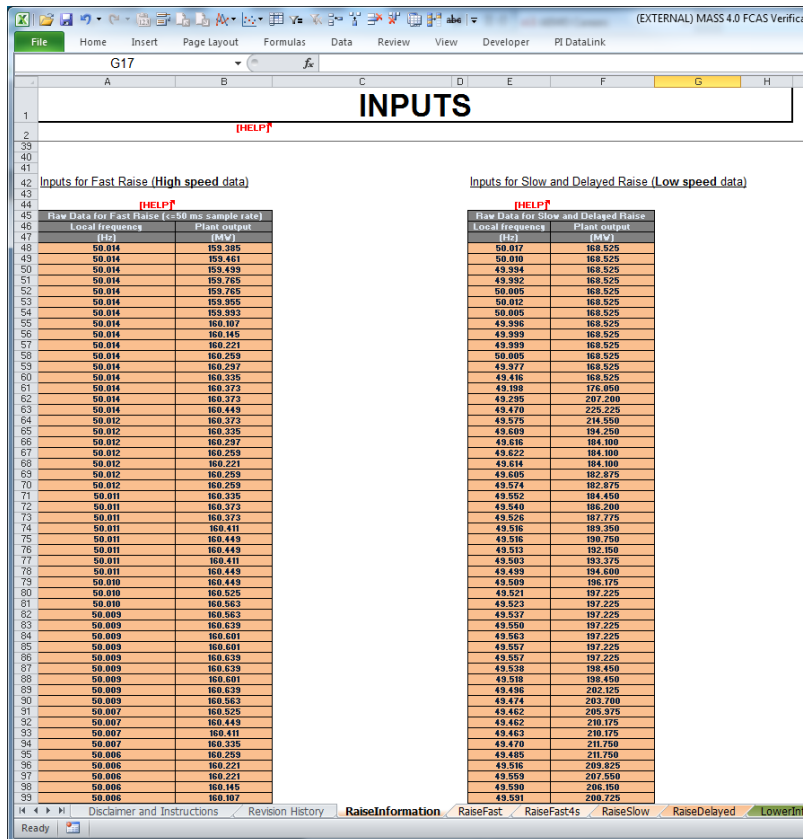 (EXTERNAL) MASS 4.0 FCAS Verifica
File Home Insert Page Layout Formulas Data Review View Developer PI DataLink
G17 fx
A B C D E F G H
1 INPUTS
2 [HELP]
39
40
41
42 Inputs for Fast Raise (High speed data) Inputs for Slow and Delayed Raise (Low speed data)
43
44 [HELP] [HELP]
45 Raw Data for Fast Raise (<=50 ms sample rate) Raw Data for Slow and Delayed Raise
46 Local frequency Plant output Local frequency Plant output
47 (Hz) (MW) (Hz) (MW)
48 50.014 159.385 50.017 168.525
49 50.014 159.461 50.010 168.525
50 50.014 159.499 49.994 168.525
51 50.014 159.765 49.992 168.525
52 50.014 159.765 50.005 168.525
53 50.014 159.955 50.012 168.525
54 50.014 159.993 50.005 168.525
55 50.014 160.107 49.996 168.525
56 50.014 160.145 49.999 168.525
57 50.014 160.221 49.999 168.525
58 50.014 160.259 50.005 168.525
59 50.014 160.297 49.977 168.525
60 50.014 160.335 49.416 168.525
61 50.014 160.373 49.198 176.050
62 50.014 160.373 49.295 207.200
63 50.014 160.449 49.470 225.225
64 50.012 160.373 49.575 214.550
65 50.012 160.335 49.609 194.250
66 50.012 160.297 49.616 184.100
67 50.012 160.259 49.622 184.100
68 50.012 160.221 49.614 184.100
69 50.012 160.259 49.605 182.875
70 50.012 160.259 49.574 182.875
71 50.011 160.335 49.552 184.450
72 50.011 160.373 49.540 186.200
73 50.011 160.373 49.526 187.775
74 50.011 160.411 49.516 189.350
75 50.011 160.449 49.516 190.750
76 50.011 160.449 49.513 192.150
77 50.011 160.411 49.503 193.375
78 50.011 160.449 49.499 194.600
79 50.010 160.449 49.509 196.175
80 50.010 160.525 49.521 197.225
81 50.010 160.563 49.523 197.225
82 50.009 160.563 49.537 197.225
83 50.009 160.639 49.550 197.225
84 50.009 160.601 49.563 197.225
85 50.009 160.601 49.557 197.225
86 50.009 160.639 49.557 197.225
87 50.009 160.639 49.538 198.450
88 50.009 160.601 49.518 198.450
89 50.009 160.639 49.496 202.125
90 50.009 160.563 49.474 203.700
91 50.007 160.525 49.462 205.975
92 50.007 160.449 49.462 210.175
93 50.007 160.411 49.463 210.175
94 50.007 160.335 49.470 211.750
95 50.006 160.259 49.485 211.750
96 50.006 160.221 49.516 209.825
97 50.006 160.221 49.559 207.550
98 50.006 160.145 49.590 206.150
99 50.006 160.107 49.591 200.725
Disclaimer and Instructions Revision History RaiseInformation RaiseFast RaiseFast4s RaiseSlow RaiseDelayed LowerIn
Ready